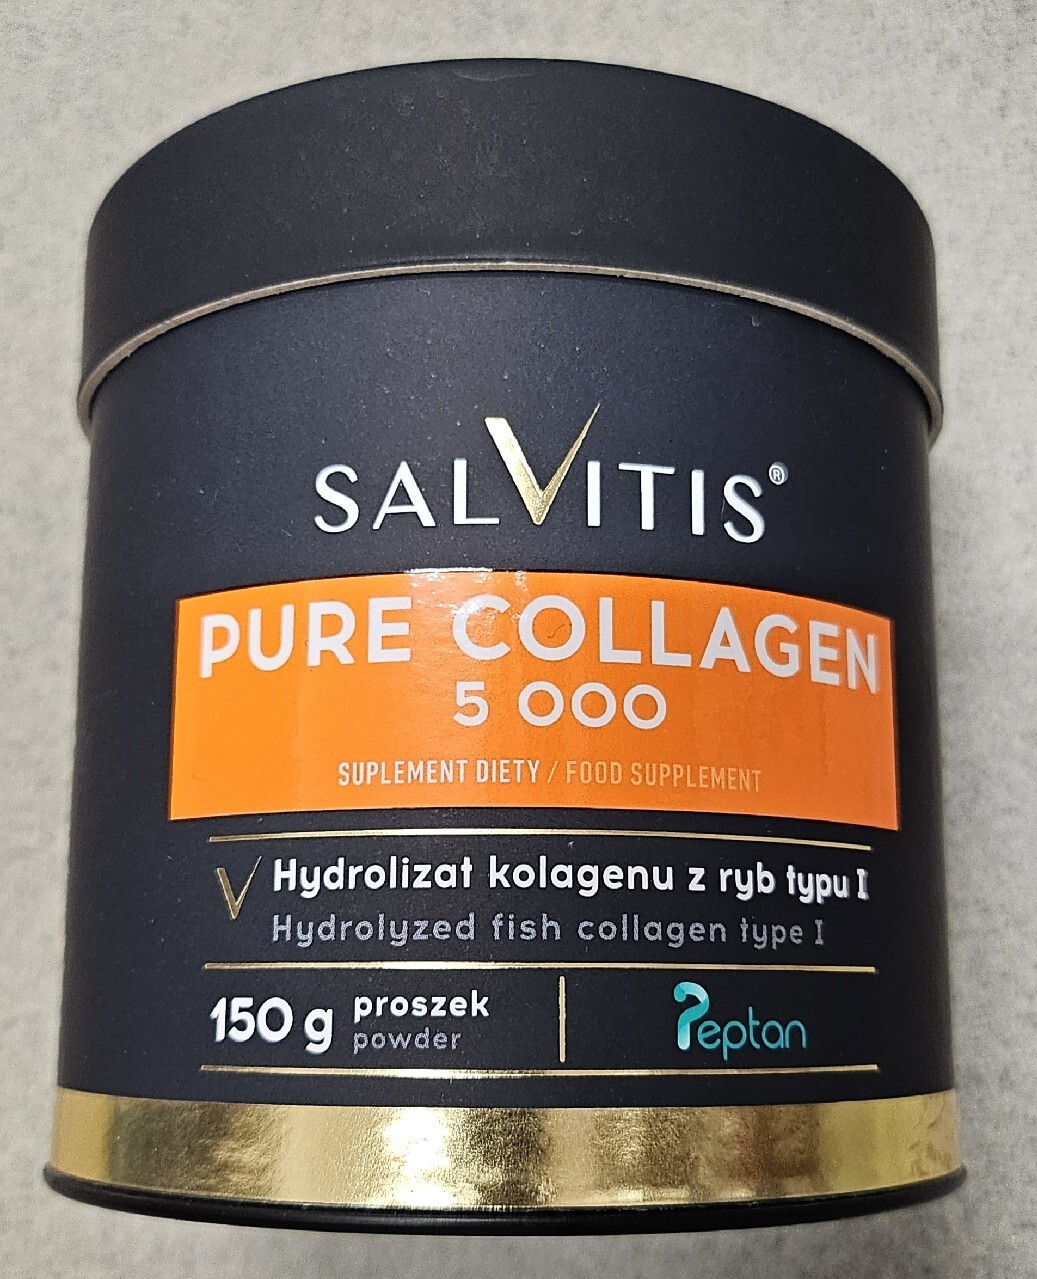 SALVITIS®
PURE COLLAGEN
5 000
SUPLEMENT DIETY / FOOD SUPPLEMENT
Hydrolizat kolagenu z ryb typu I
Hydrolyzed fish collagen type I
150 g proszek
powder
Peptan